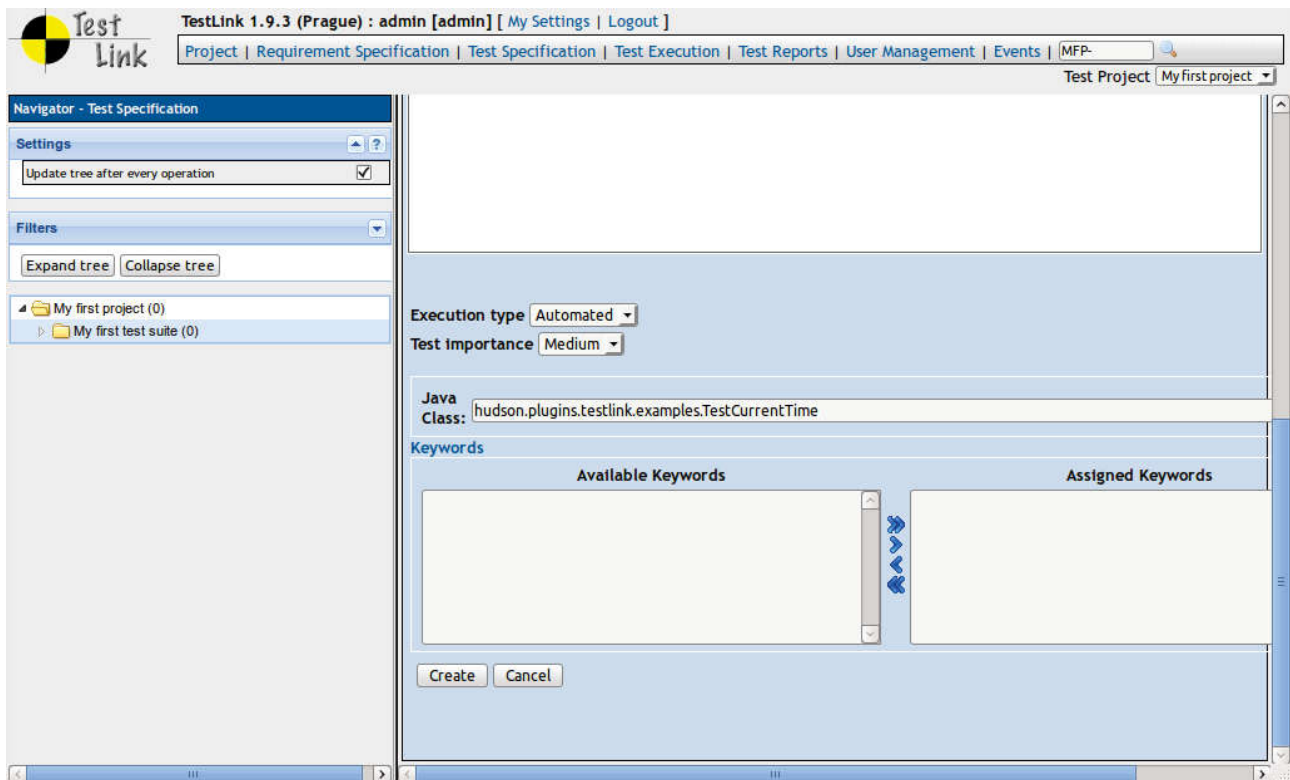 Test Link
TestLink 1.9.3 (Prague) : admin [admin] [ My Settings | Logout ]
Project | Requirement Specification | Test Specification | Test Execution | Test Reports | User Management | Events | MFP-
Test Project My first project
Navigator - Test Specification
Settings ?
Update tree after every operation
Filters
Expand tree Collapse tree
My first project (0)
My first test suite (0)
Execution type Automated
Test importance Medium
Java Class: hudson.plugins.testlink.examples.TestCurrentTime
Keywords
Available Keywords Assigned Keywords
Create Cancel